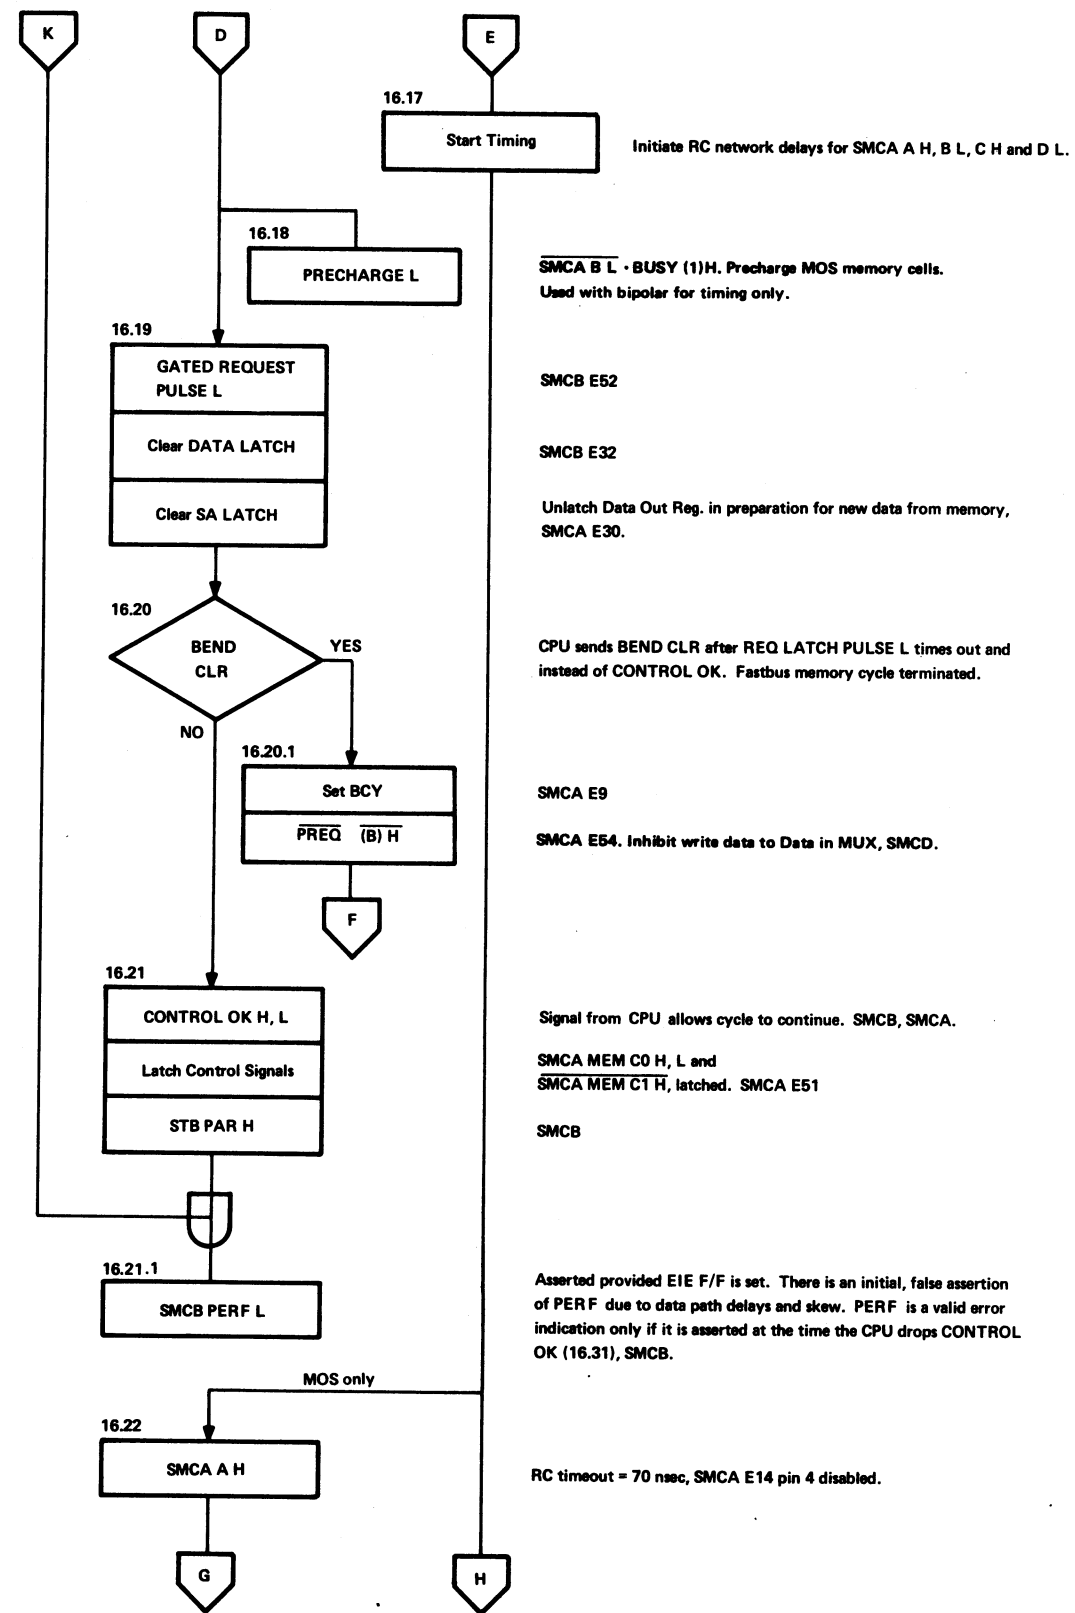 K
D
E
16.17
Start Timing
Initiate RC network delays for SMCA A H, B L, C H and D L.
16.18
PRECHARGE L
SMCA B L · BUSY (1)H. Precharge MOS memory cells.
Used with bipolar for timing only.
16.19
GATED REQUEST
PULSE L
SMCB E52
Clear DATA LATCH
SMCB E32
Clear SA LATCH
Unlatch Data Out Reg. in preparation for new data from memory,
SMCA E30.
16.20
BEND
CLR
YES
NO
CPU sends BEND CLR after REQ LATCH PULSE L times out and
instead of CONTROL OK. Fastbus memory cycle terminated.
16.20.1
Set BCY
SMCA E9
PREQ (B) H
SMCA E54. Inhibit write data to Data in MUX, SMCD.
F
16.21
CONTROL OK H, L
Signal from CPU allows cycle to continue. SMCB, SMCA.
Latch Control Signals
SMCA MEM C0 H, L and
SMCA MEM C1 H, latched. SMCA E51
STB PAR H
SMCB
16.21.1
SMCB PERF L
Asserted provided EIE F/F is set. There is an initial, false assertion
of PERF due to data path delays and skew. PERF is a valid error
indication only if it is asserted at the time the CPU drops CONTROL
OK (16.31), SMCB.
MOS only
16.22
SMCA A H
RC timeout = 70 nsec, SMCA E14 pin 4 disabled.
G
H